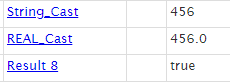 String_Cast 456
REAL_Cast 456.0
Result 8 true